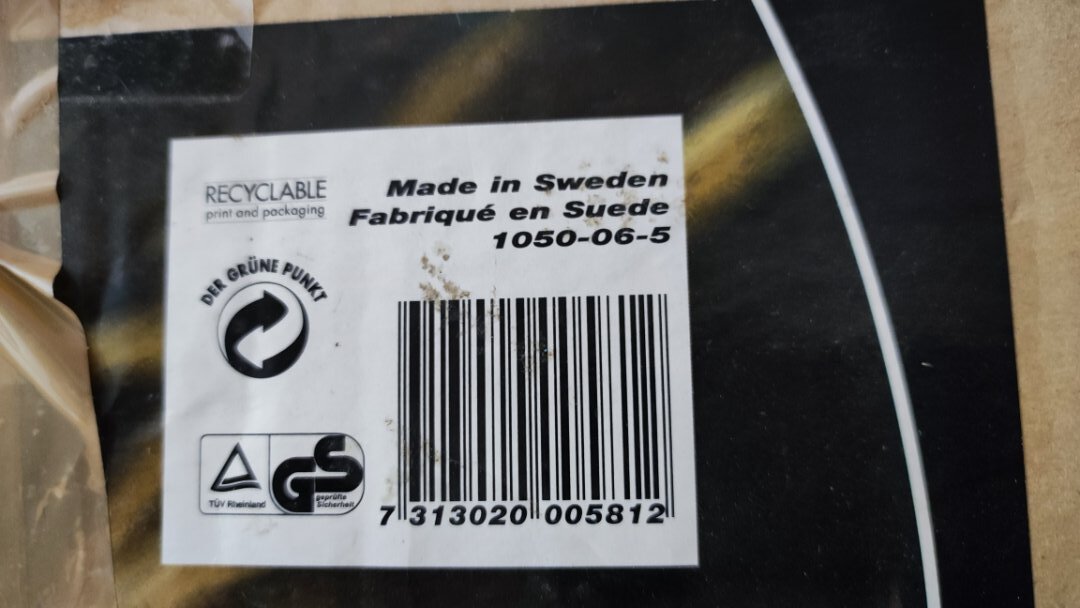 RECYCLABLE
print and packaging
Made in Sweden
Fabriqué en Suede
1050-06-5
DER GRÜNE PUNKT
TÜV Rheinland
GS
geprüfte
Sicherheit
7 313020 005812